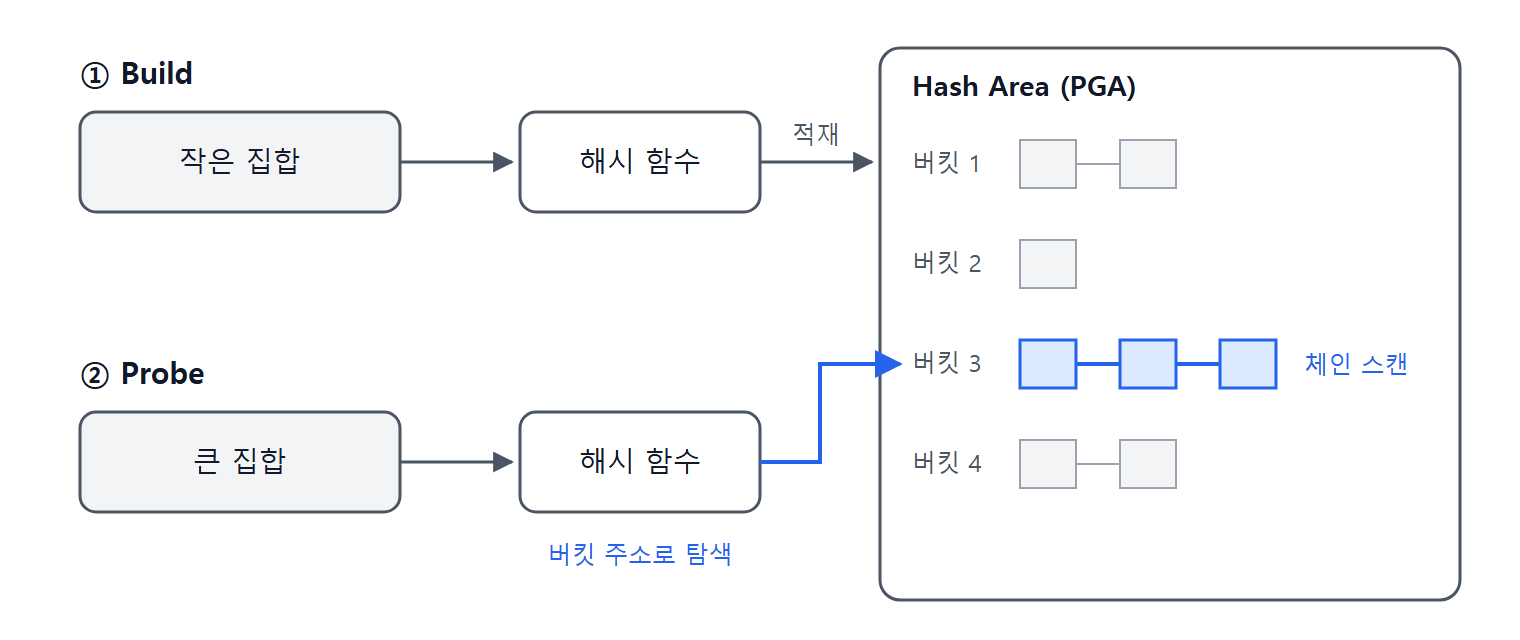 ① Build
작은 집합
해시 함수
적재
② Probe
큰 집합
해시 함수
버킷 주소로 탐색
Hash Area (PGA)
버킷 1
버킷 2
버킷 3
체인 스캔
버킷 4